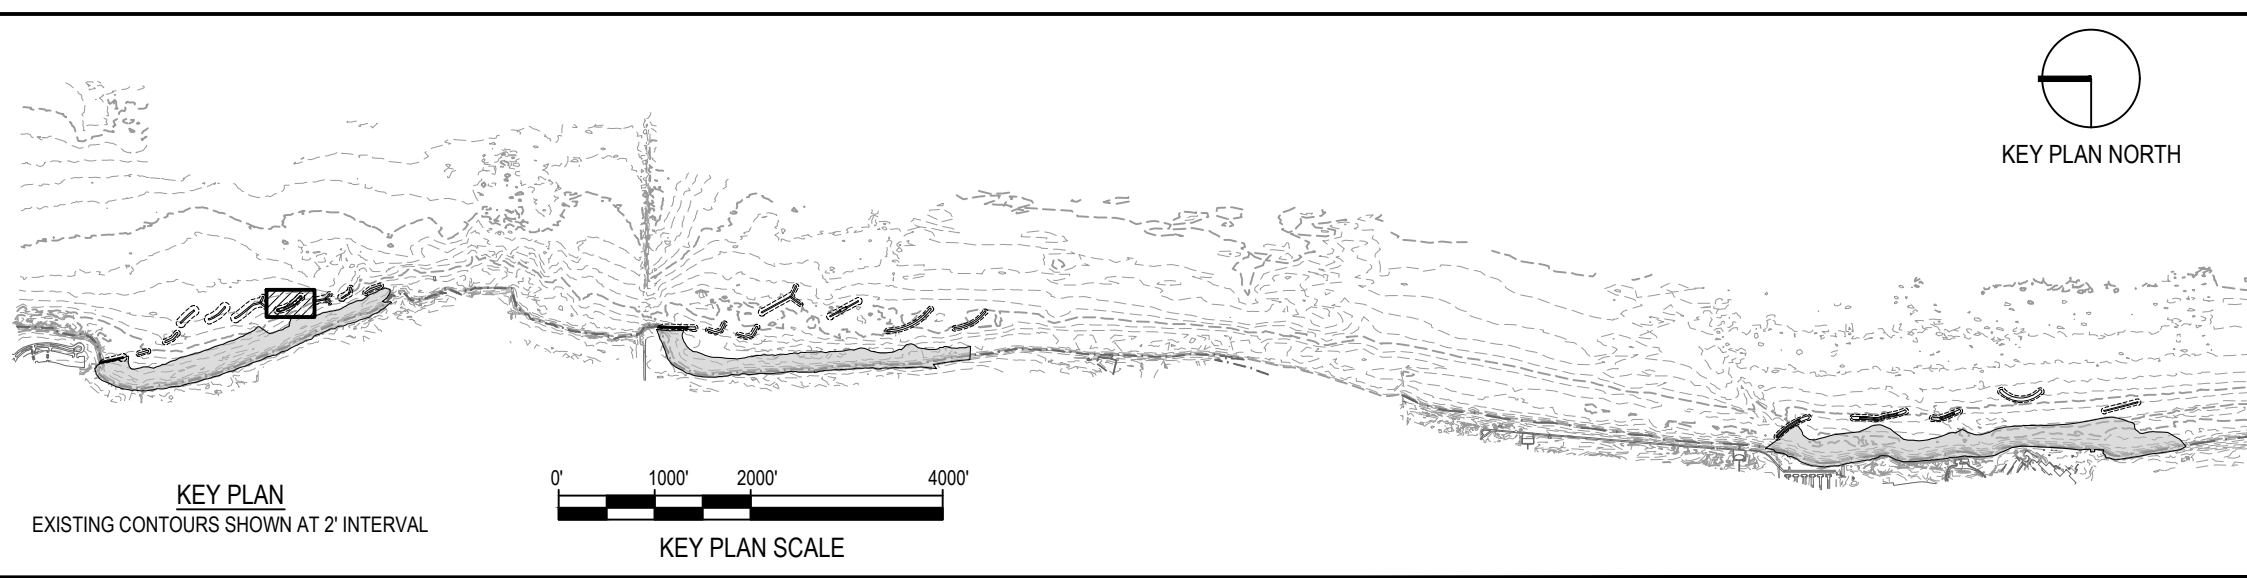 KEY PLAN NORTH
KEY PLAN
EXISTING CONTOURS SHOWN AT 2' INTERVAL
0' 1000' 2000' 4000'
KEY PLAN SCALE